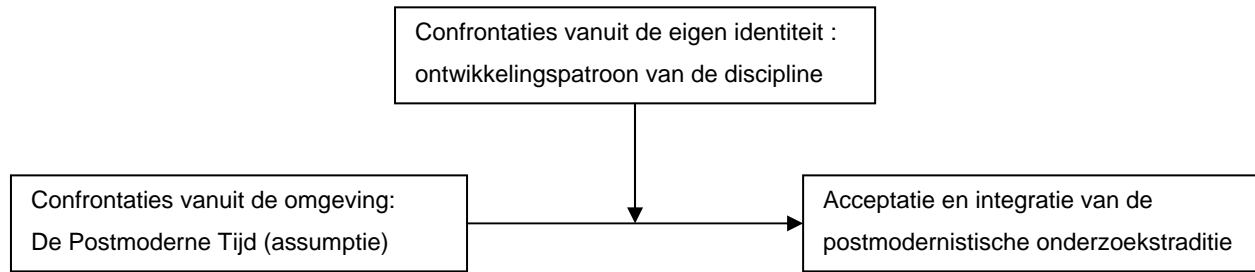 Confrontaties vanuit de eigen identiteit :
ontwikkelingspatroon van de discipline
Confrontaties vanuit de omgeving:
De Postmoderne Tijd (assumptie)
Acceptatie en integratie van de
postmodernistische onderzoekstraditie